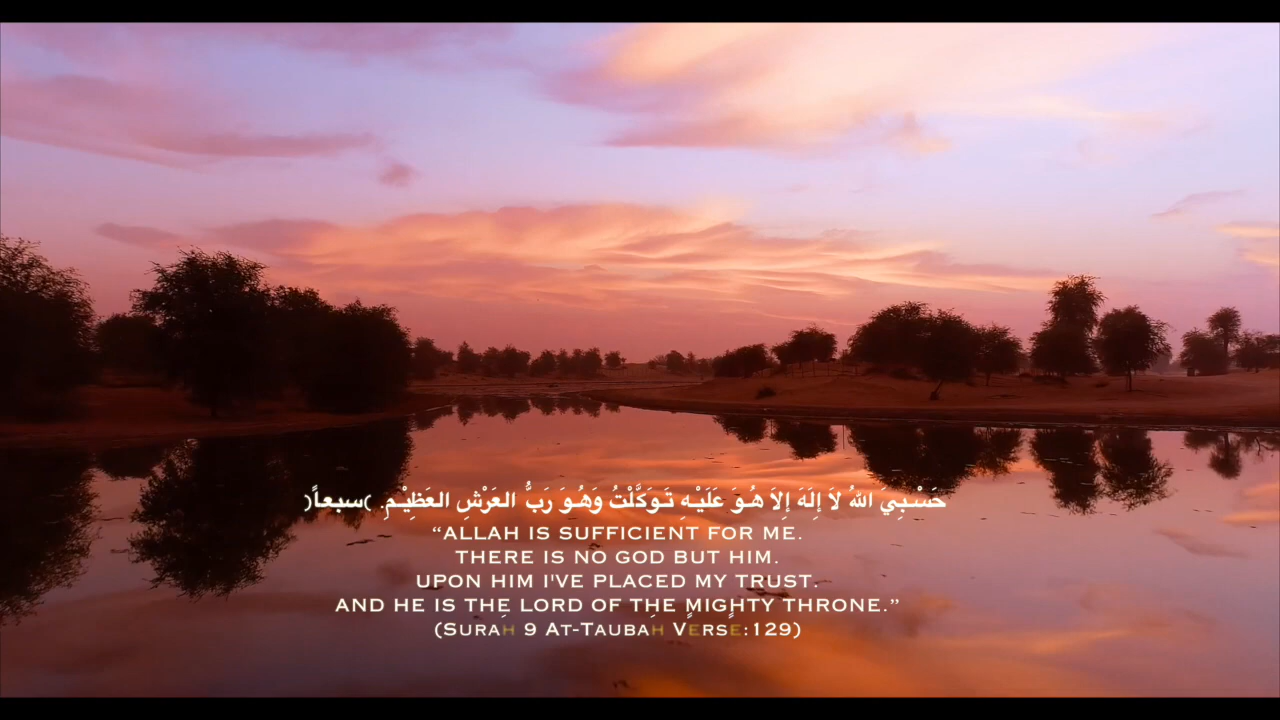 حَسْبِي اللهُ لاَ إِلَهَ إِلاَ هُوَ عَلَيْهِ تَوَكَّلْتُ وَهُوَ رَبُّ العَرْشِ العَظِيْمِ. )سبعاً(
“ALLAH IS SUFFICIENT FOR ME.
THERE IS NO GOD BUT HIM.
UPON HIM I'VE PLACED MY TRUST.
AND HE IS THE LORD OF THE MIGHTY THRONE.”
(SURAH 9 AT-TAUBAH VERSE:129)